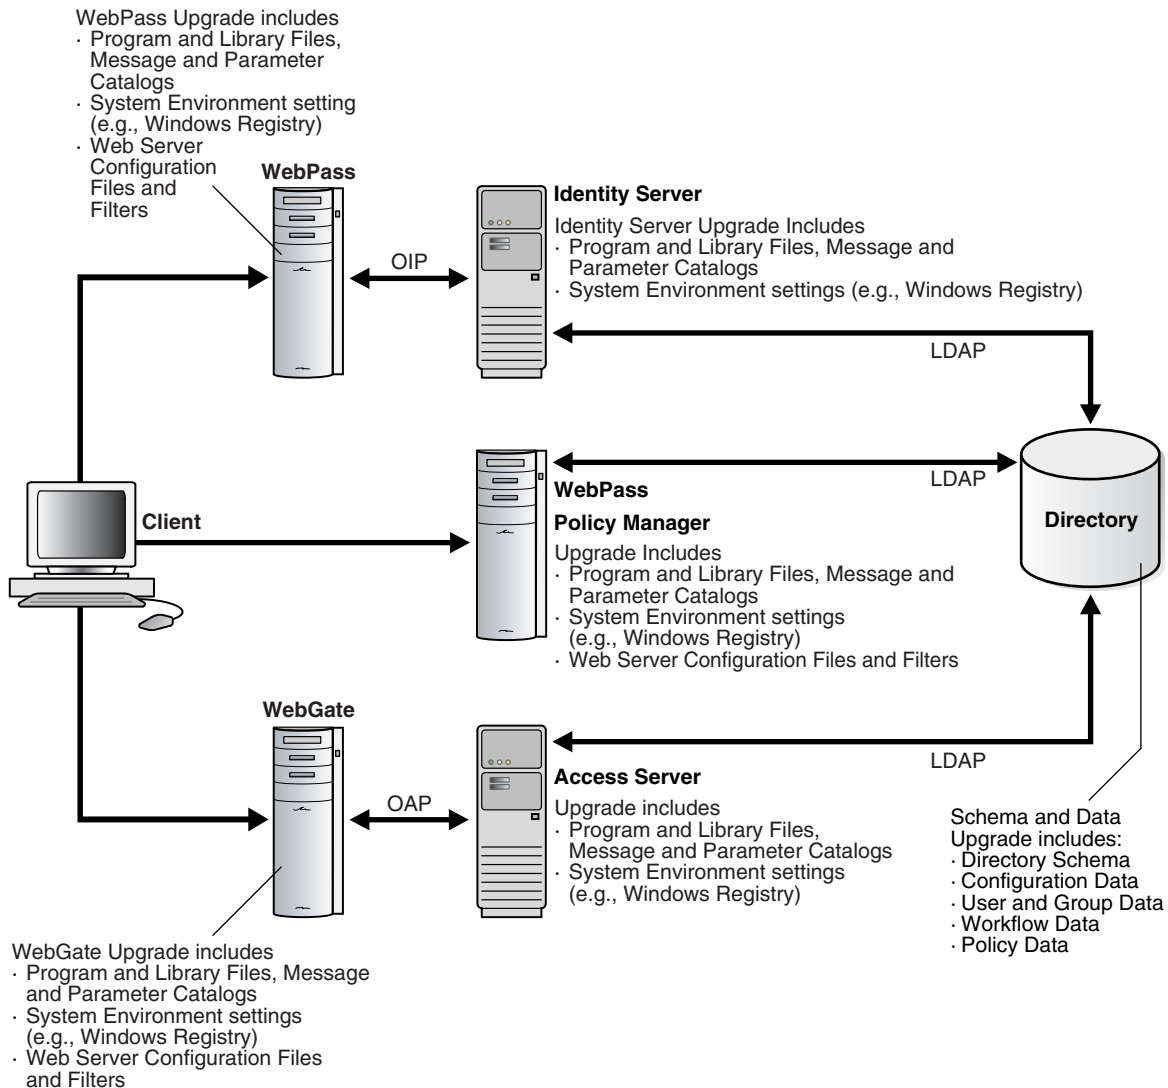 WebPass Upgrade includes
· Program and Library Files,
Message and Parameter
Catalogs
· System Environment setting
(e.g., Windows Registry)
· Web Server
Configuration
Files and
Filters
WebPass
OIP
Identity Server
Identity Server Upgrade Includes
· Program and Library Files, Message and
Parameter Catalogs
· System Environment settings (e.g., Windows Registry)
LDAP
Client
WebPass
Policy Manager
Upgrade Includes
· Program and Library Files, Message and
Parameter Catalogs
· System Environment settings
(e.g., Windows Registry)
· Web Server Configuration Files and Filters
LDAP
Directory
WebGate
OAP
Access Server
Upgrade includes
· Program and Library Files,
Message and Parameter Catalogs
· System Environment settings
(e.g., Windows Registry)
LDAP
Schema and Data
Upgrade includes:
· Directory Schema
· Configuration Data
· User and Group Data
· Workflow Data
· Policy Data
WebGate Upgrade includes
· Program and Library Files, Message
and Parameter Catalogs
· System Environment settings
(e.g., Windows Registry)
· Web Server Configuration Files
and Filters